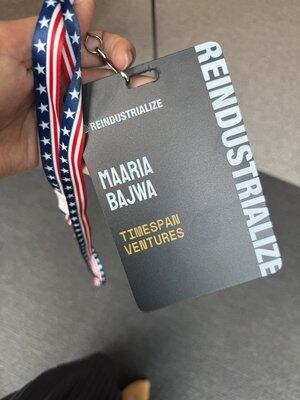 REINDUSTRIALIZE
MAARIA
BAJWA
TIMESPAN
VENTURES
REINDUSTRIALIZE